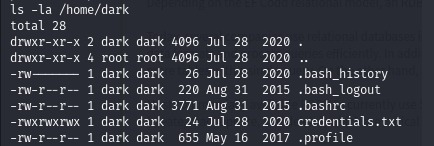 ls -la /home/dark
total 28
drwxr-xr-x 2 dark dark 4096 Jul 28  2020 .
drwxr-xr-x 4 root root 4096 Jul 28  2020 ..
-rw------- 1 dark dark   26 Jul 28  2020 .bash_history
-rw-r--r-- 1 dark dark  220 Aug 31  2015 .bash_logout
-rw-r--r-- 1 dark dark 3771 Aug 31  2015 .bashrc
-rwxrwxrwx 1 dark dark   24 Jul 28  2020 credentials.txt
-rw-r--r-- 1 dark dark  655 May 16  2017 .profile